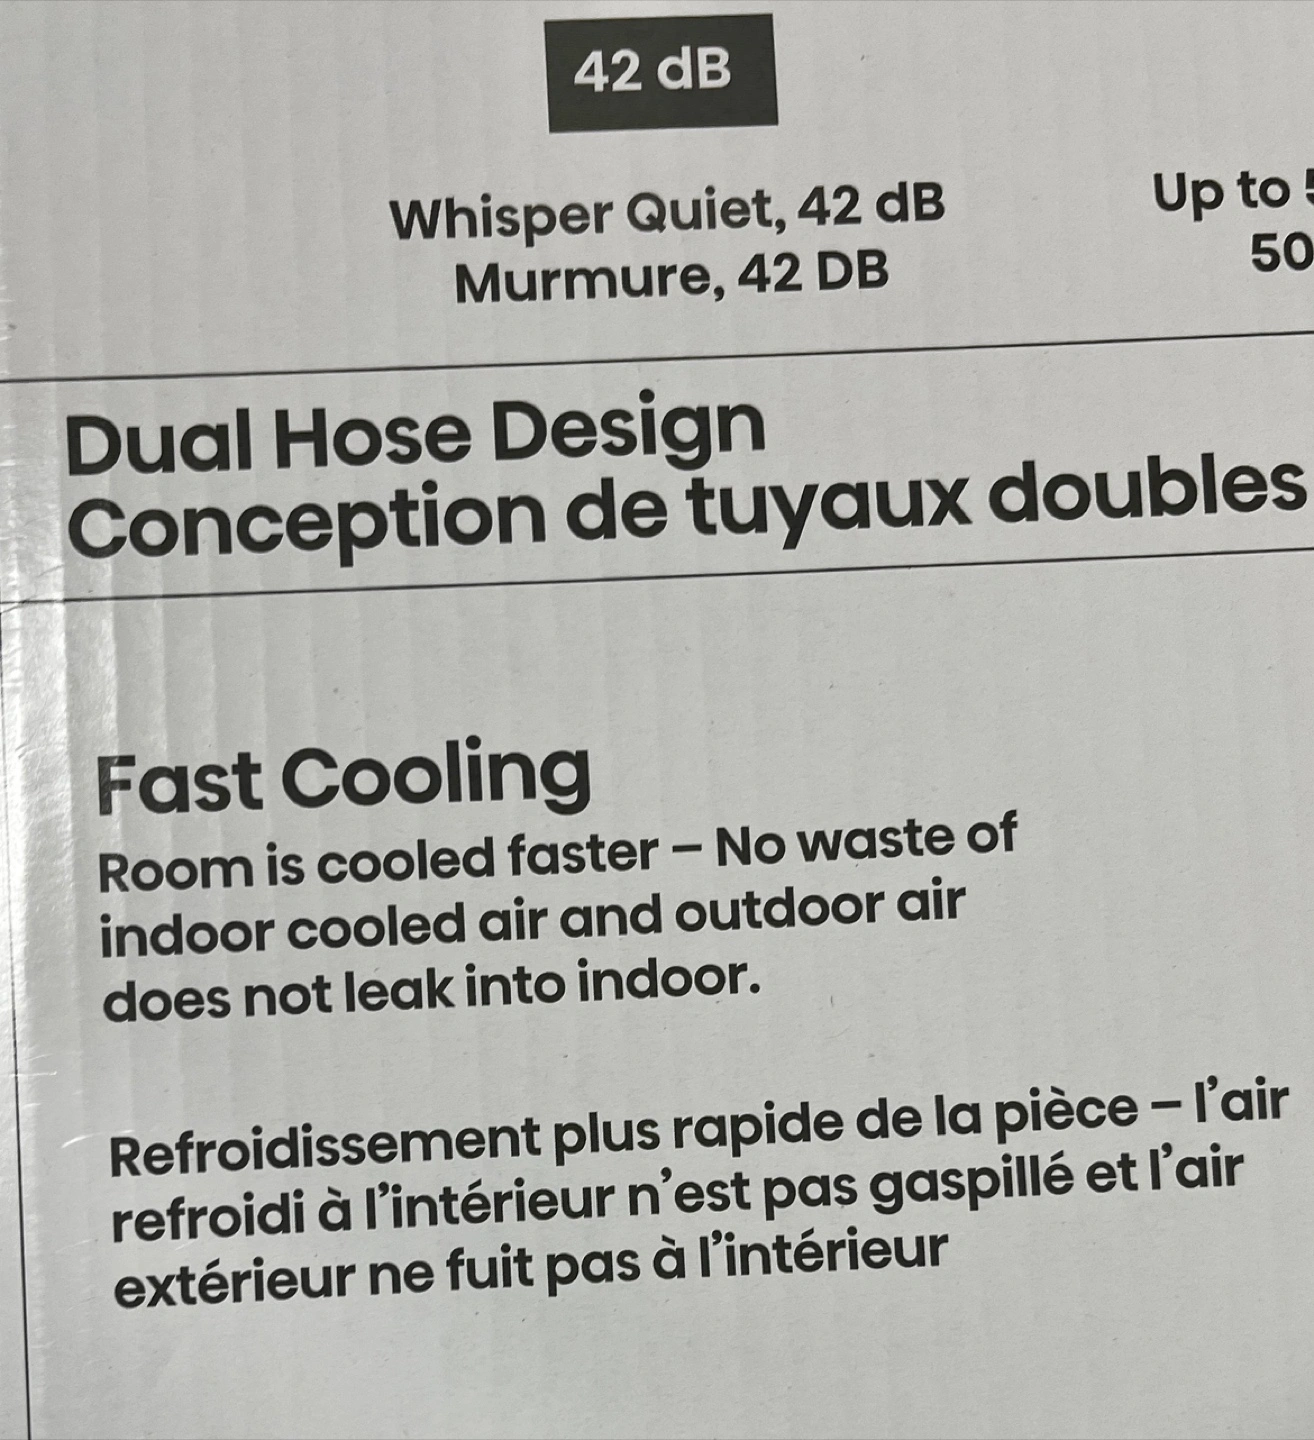 42 dB
Whisper Quiet, 42 dB
Murmure, 42 DB
Up to
50
Dual Hose Design
Conception de tuyaux doubles
Fast Cooling
Room is cooled faster – No waste of
indoor cooled air and outdoor air
does not leak into indoor.
Refroidissement plus rapide de la pièce – l’air
refroidi à l’intérieur n’est pas gaspillé et l’air
extérieur ne fuit pas à l’intérieur